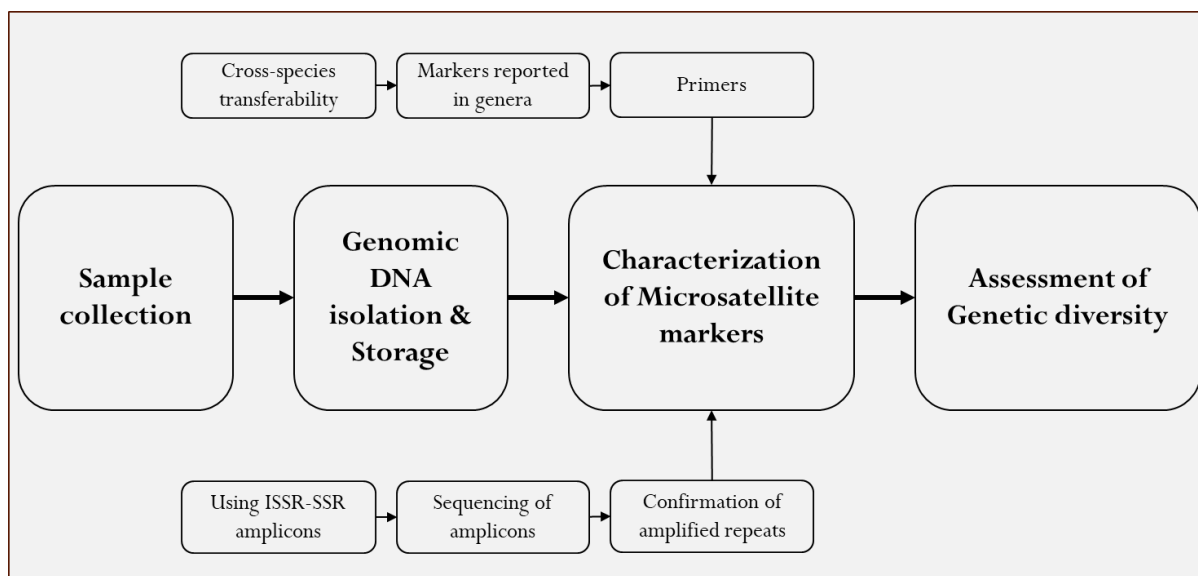 Cross-species
transferability
Markers reported
in genera
Primers
Sample
collection
Genomic
DNA
isolation &
Storage
Characterization
of Microsatellite
markers
Assessment of
Genetic diversity
Using ISSR-SSR
amplicons
Sequencing of
amplicons
Confirmation of
amplified repeats